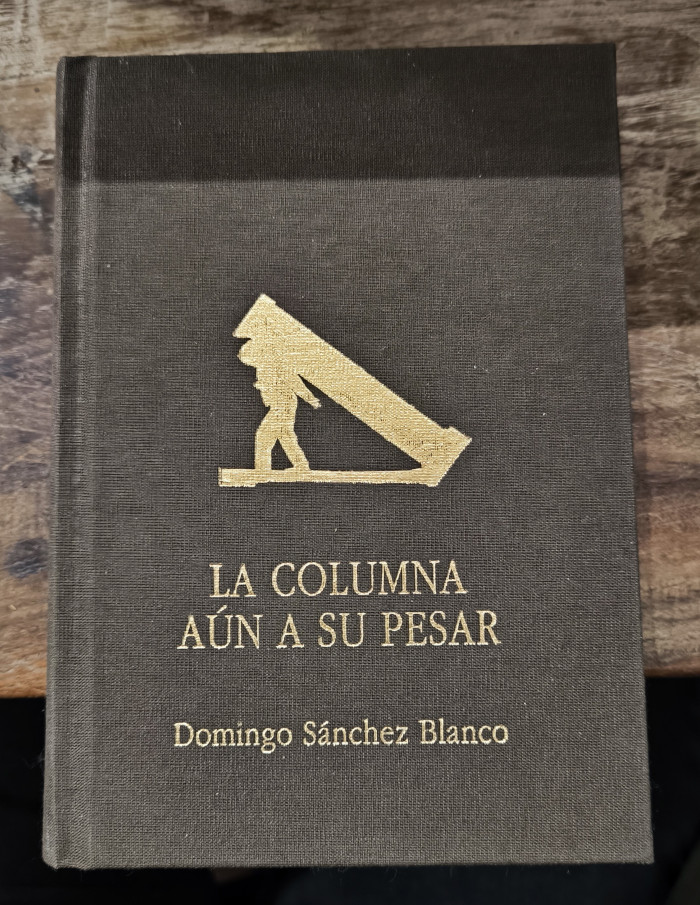 LA COLUMNA
AÚN A SU PESAR
Domingo Sánchez Blanco